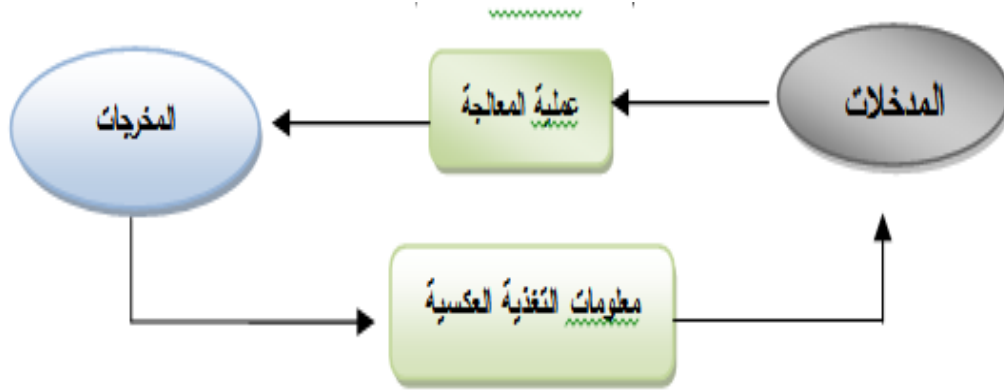 المدخلات
عملية المعالجة
المخرجات
معلومات التغذية العكسية